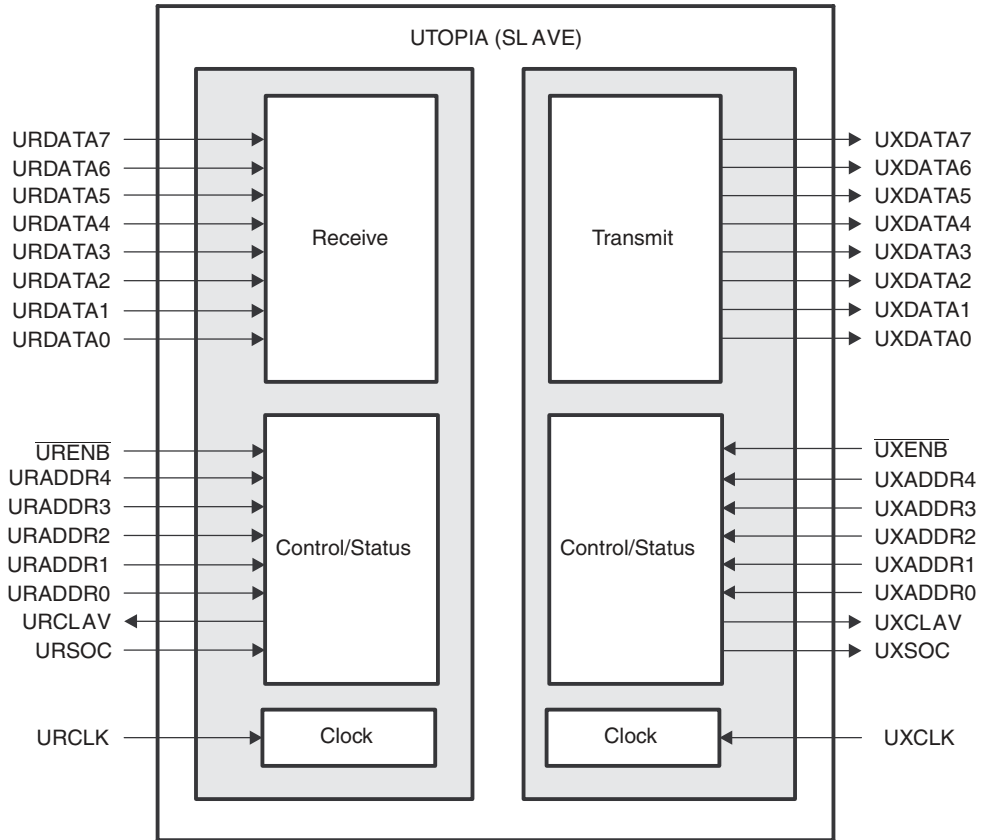 UTOPIA (SLAVE)
URDATA7
URDATA6
URDATA5
URDATA4
URDATA3
URDATA2
URDATA1
URDATA0
Receive
Transmit
UXDATA7
UXDATA6
UXDATA5
UXDATA4
UXDATA3
UXDATA2
UXDATA1
UXDATA0
URENB
URADDR4
URADDR3
URADDR2
URADDR1
URADDR0
URCLAV
URSOC
Control/Status
Control/Status
UXENB
UXADDR4
UXADDR3
UXADDR2
UXADDR1
UXADDR0
UXCLAV
UXSOC
URCLK
Clock
Clock
UXCLK